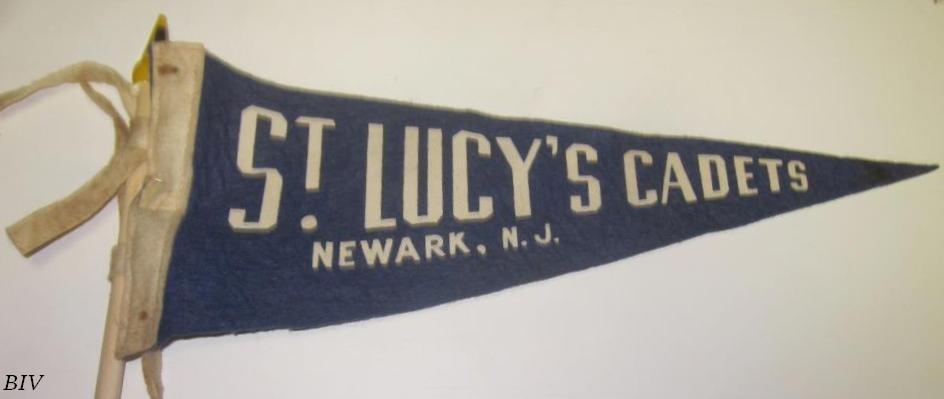 ST. LUCY'S CADETS
NEWARK, N.J.
BIV